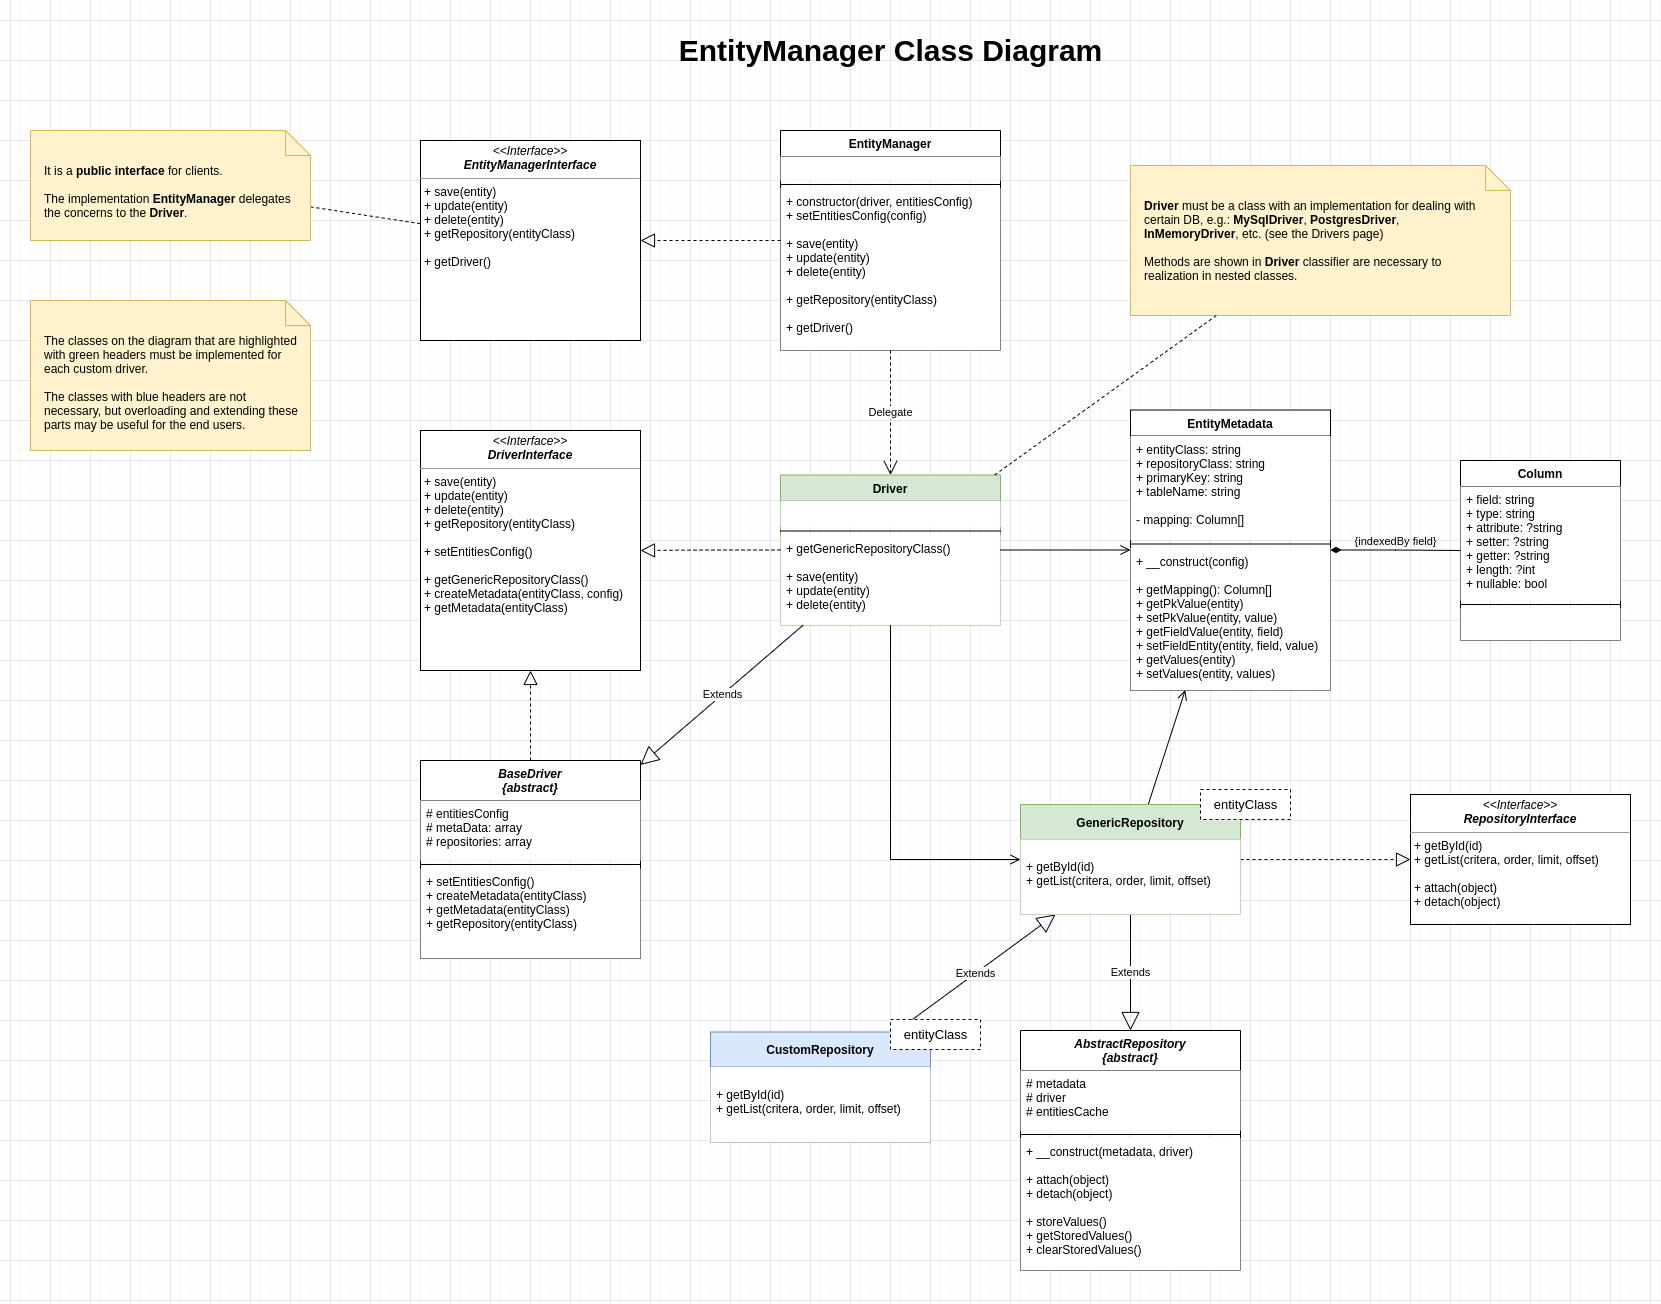 EntityManager Class Diagram
It is a public interface for clients.
The implementation EntityManager delegates
the concerns to the Driver.
<<Interface>>
EntityManagerInterface
+ save(entity)
+ update(entity)
+ delete(entity)
+ getRepository(entityClass)
+ getDriver()
EntityManager
+ constructor(driver, entitiesConfig)
+ setEntitiesConfig(config)
+ save(entity)
+ update(entity)
+ delete(entity)
+ getRepository(entityClass)
+ getDriver()
Driver must be a class with an implementation for dealing with
certain DB, e.g.: MySqlDriver, PostgresDriver,
InMemoryDriver, etc. (see the Drivers page)
Methods are shown in Driver classifier are necessary to
realization in nested classes.
The classes on the diagram that are highlighted
with green headers must be implemented for
each custom driver.
The classes with blue headers are not
necessary, but overloading and extending these
parts may be useful for the end users.
Delegate
<<Interface>>
DriverInterface
+ save(entity)
+ update(entity)
+ delete(entity)
+ getRepository(entityClass)
+ setEntitiesConfig()
+ getGenericRepositoryClass()
+ createMetadata(entityClass, config)
+ getMetadata(entityClass)
Driver
+ getGenericRepositoryClass()
+ save(entity)
+ update(entity)
+ delete(entity)
EntityMetadata
+ entityClass: string
+ repositoryClass: string
+ primaryKey: string
+ tableName: string
- mapping: Column[]
+ __construct(config)
+ getMapping(): Column[]
+ getPkValue(entity)
+ setPkValue(entity, value)
+ getFieldValue(entity, field)
+ setFieldEntity(entity, field, value)
+ getValues(entity)
+ setValues(entity, values)
{indexedBy field}
Column
+ field: string
+ type: string
+ attribute: ?string
+ setter: ?string
+ getter: ?string
+ length: ?int
+ nullable: bool
Extends
BaseDriver
{abstract}
# entitiesConfig
# metaData: array
# repositories: array
+ setEntitiesConfig()
+ createMetadata(entityClass)
+ getMetadata(entityClass)
+ getRepository(entityClass)
entityClass
GenericRepository
+ getById(id)
+ getList(critera, order, limit, offset)
<<Interface>>
RepositoryInterface
+ getById(id)
+ getList(critera, order, limit, offset)
+ attach(object)
+ detach(object)
Extends
Extends
entityClass
CustomRepository
+ getById(id)
+ getList(critera, order, limit, offset)
AbstractRepository
{abstract}
# metadata
# driver
# entitiesCache
+ __construct(metadata, driver)
+ attach(object)
+ detach(object)
+ storeValues()
+ getStoredValues()
+ clearStoredValues()